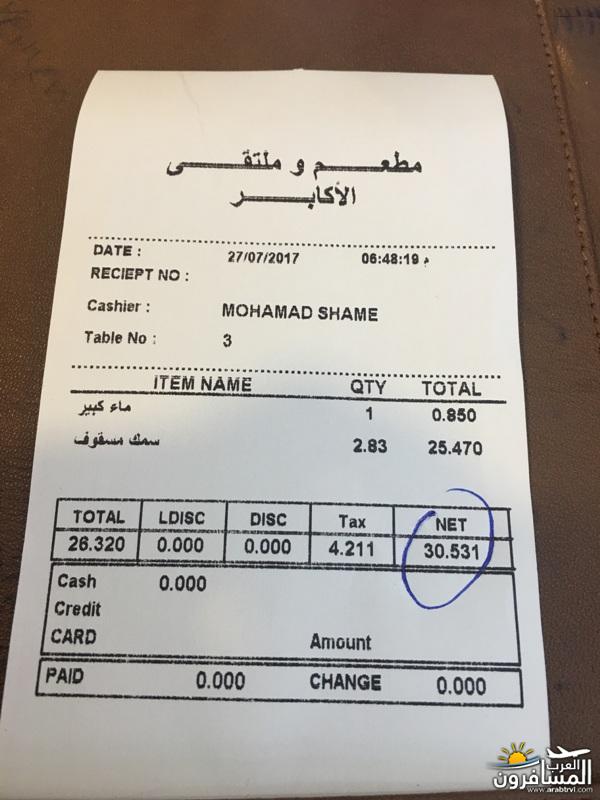 مطعم و ملتقى
الأكابر
DATE : 27/07/2017 06:48:19 م
RECIEPT NO :
Cashier : MOHAMAD SHAME
Table No : 3
ITEM NAME QTY TOTAL
ماء كبير 1 0.850
سمك مسقوف 2.83 25.470
TOTAL LDISC DISC Tax NET
26.320 0.000 0.000 4.211 30.531
Cash 0.000
Credit
CARD Amount
PAID 0.000 CHANGE 0.000
العرب
المسافرون
www.arabtrvl.com